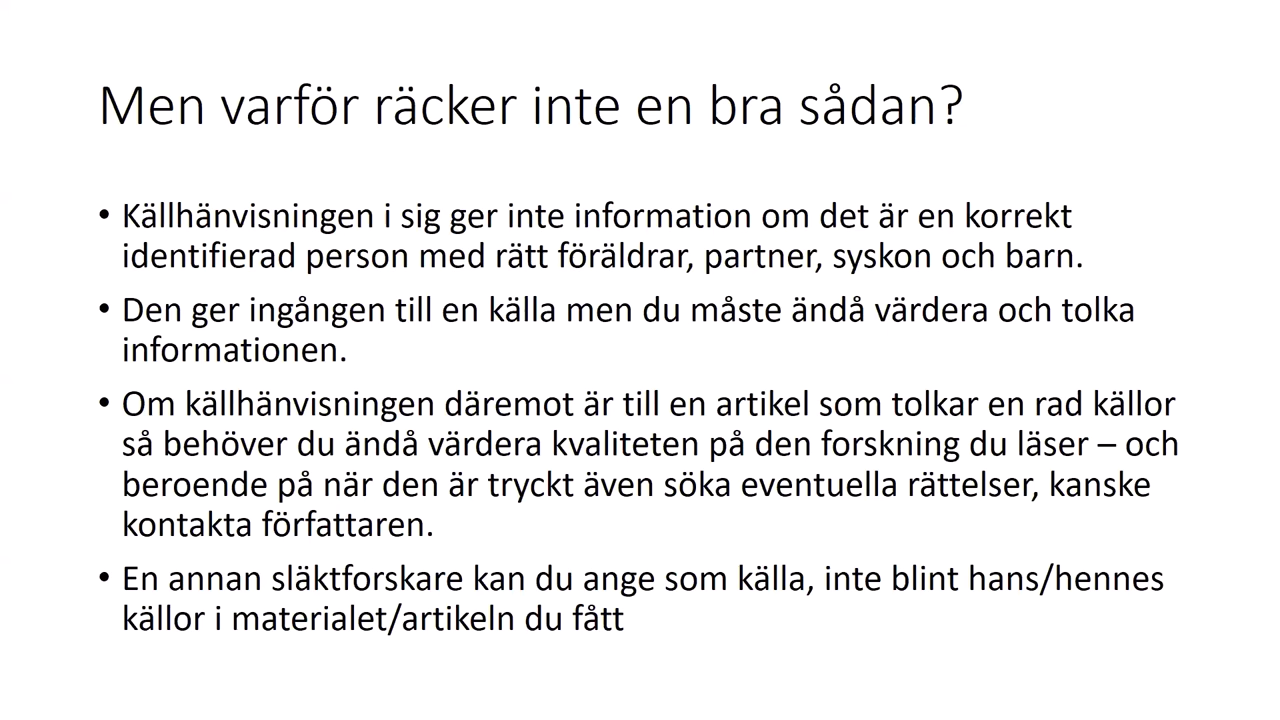 Men varför räcker inte en bra sådan?
• Källhänvisningen i sig ger inte information om det är en korrekt
identifierad person med rätt föräldrar, partner, syskon och barn.
• Den ger ingången till en källa men du måste ändå värdera och tolka
informationen.
• Om källhänvisningen däremot är till en artikel som tolkar en rad källor
så behöver du ändå värdera kvaliteten på den forskning du läser – och
beroende på när den är tryckt även söka eventuella rättelser, kanske
kontakta författaren.
• En annan släktforskare kan du ange som källa, inte blint hans/hennes
källor i materialet/artikeln du fått